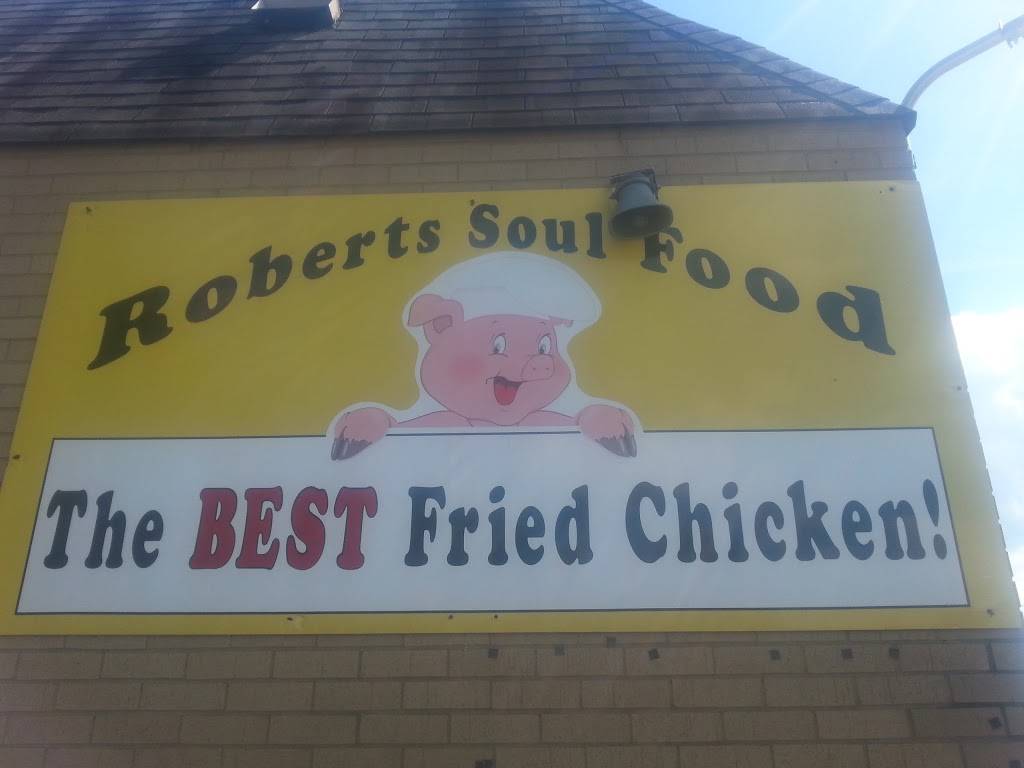 Roberts Soul Food
The BEST Fried Chicken!